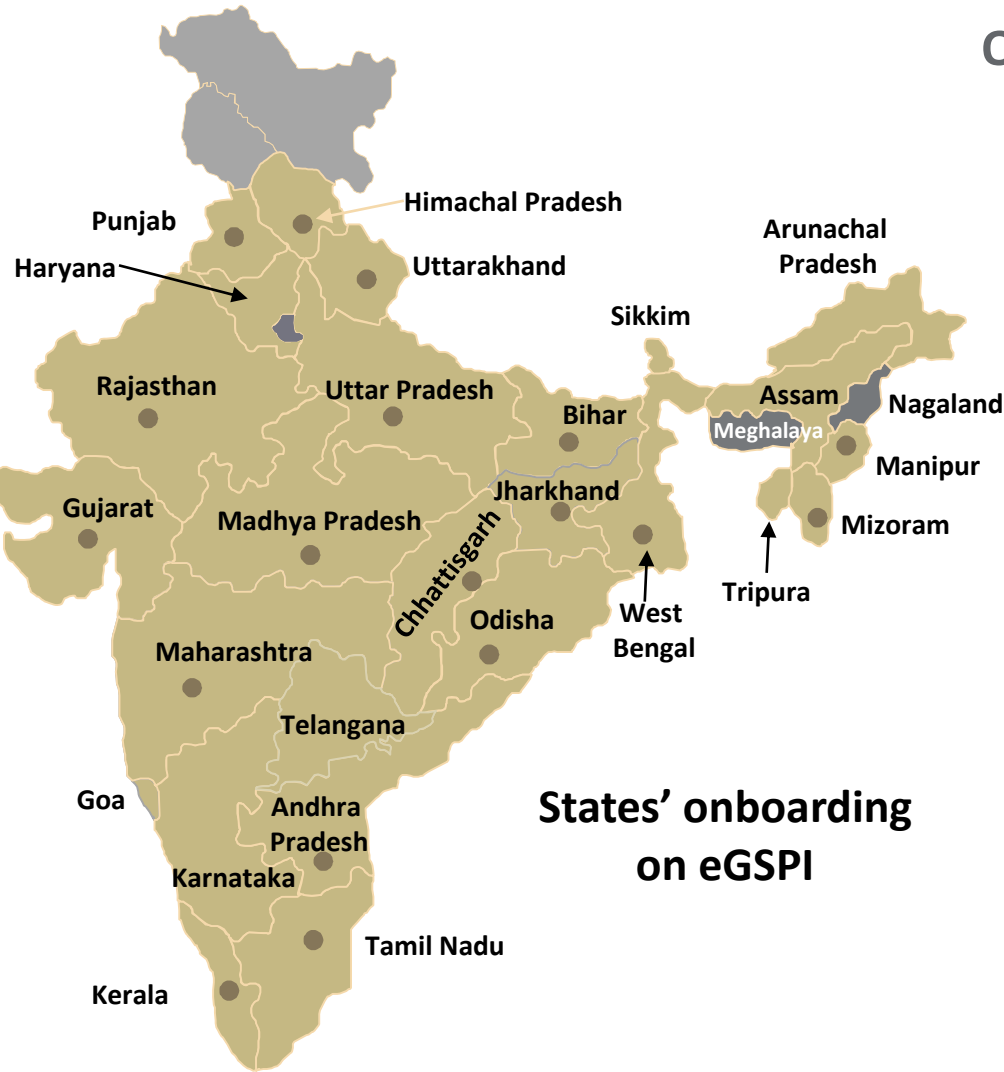 Himachal Pradesh
Punjab
Arunachal
Pradesh
Haryana
Uttarakhand
Sikkim
Rajasthan
Uttar Pradesh
Bihar
Assam
Nagaland
Meghalaya
Manipur
Gujarat
Madhya Pradesh
Jharkhand
Mizoram
Chhattisgarh
Tripura
West
Bengal
Odisha
Maharashtra
Telangana
Goa
Andhra
Pradesh
States’ onboarding
on eGSPI
Karnataka
Tamil Nadu
Kerala